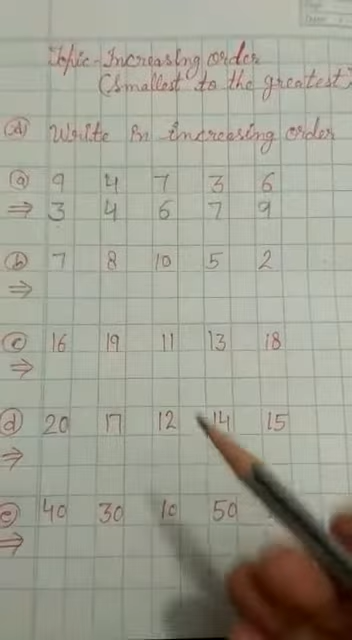 Topic-Increasing order
(Smallest to the greatest)
Write in increasing order
(a) 9 4 7 3 6
⇒ 3 4 6 7 9
(b) 7 8 10 5 2
⇒
(c) 16 19 11 13 18
⇒
(d) 20 17 12 14 15
⇒
(e) 40 30 10 50
⇒